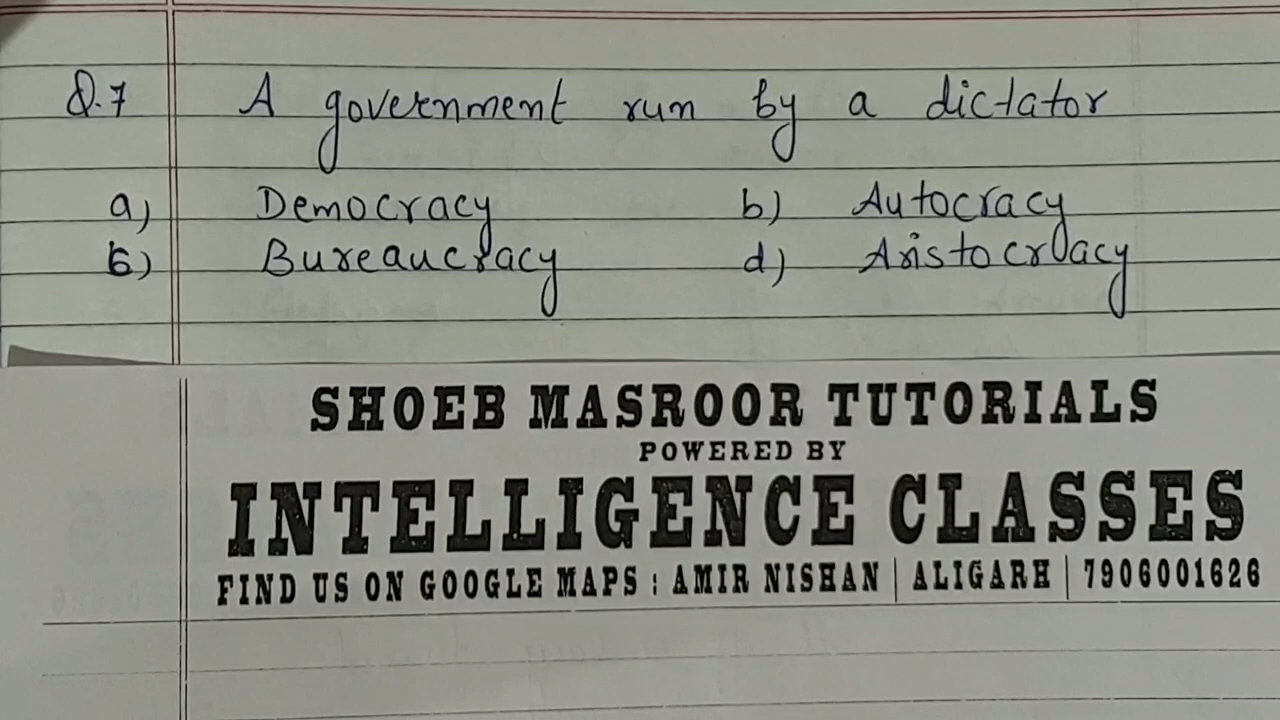 Q.7 A government run by a dictator
a) Democracy b) Autocracy
c) Bureaucracy d) Aristocracy
SHOEB MASROOR TUTORIALS
POWERED BY
INTELLIGENCE CLASSES
FIND US ON GOOGLE MAPS : AMIR NISHAN | ALIGARH | 7906001626